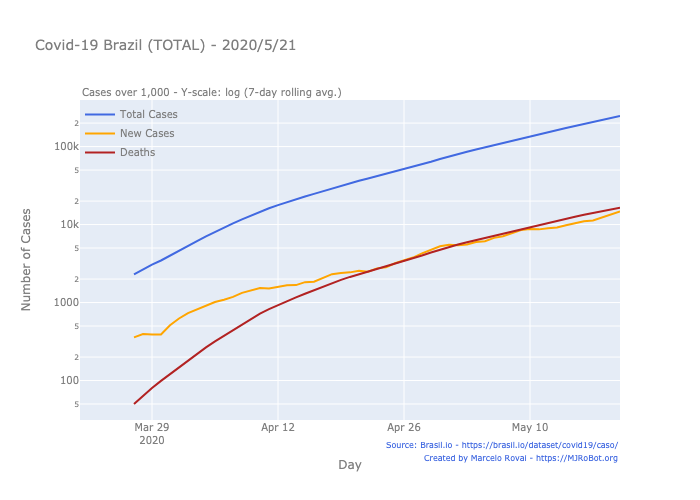 Covid-19 Brazil (TOTAL) - 2020/5/21
Cases over 1,000 - Y-scale: log (7-day rolling avg.)
Total Cases
New Cases
Deaths
2
100k
5
2
10k
5
2
1000
5
2
100
5
Number of Cases
Mar 29
2020
Apr 12
Apr 26
May 10
Day
Source: Brasil.io - https://brasil.io/dataset/covid19/caso/
Created by Marcelo Rovai - https://MJRoBot.org